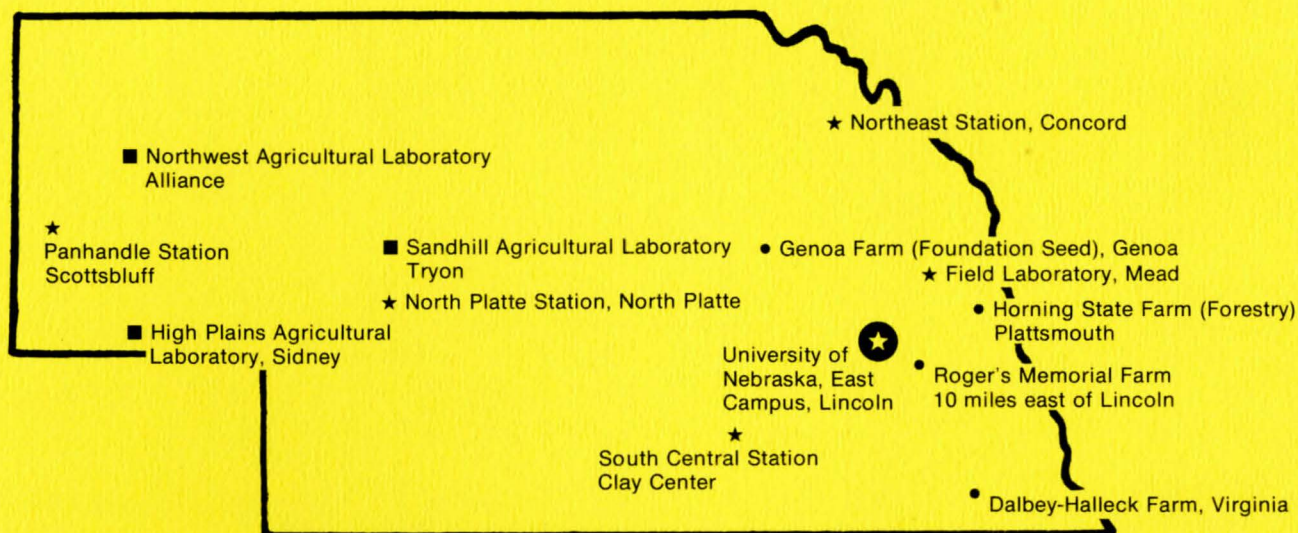 ★ Northeast Station, Concord
■ Northwest Agricultural Laboratory
Alliance
★
Panhandle Station
Scottsbluff
■ Sandhill Agricultural Laboratory
Tryon
★ North Platte Station, North Platte
• Genoa Farm (Foundation Seed), Genoa
★ Field Laboratory, Mead
• Horning State Farm (Forestry)
Plattsmouth
■ High Plains Agricultural
Laboratory, Sidney
University of
Nebraska, East
Campus, Lincoln
• Roger's Memorial Farm
10 miles east of Lincoln
★
South Central Station
Clay Center
• Dalbey-Halleck Farm, Virginia